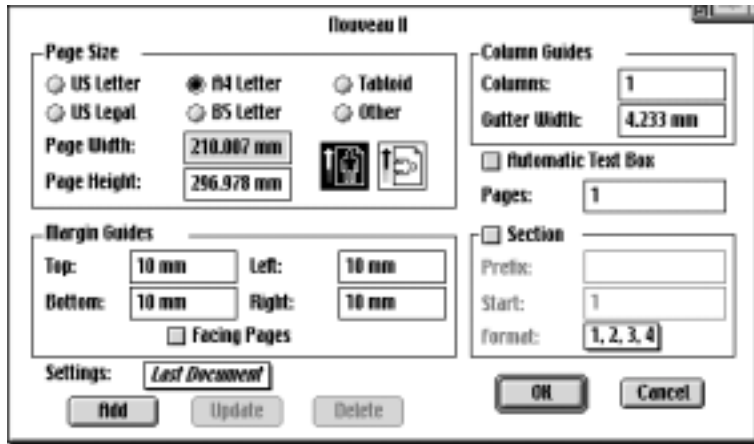 Nouveau II
Page Size
US Letter A4 Letter Tabloid
US Legal B5 Letter Other
Page Width: 210.007 mm
Page Height: 296.978 mm
Column Guides
Columns: 1
Gutter Width: 4.233 mm
Automatic Text Box
Pages: 1
Margin Guides
Top: 10 mm Left: 10 mm
Bottom: 10 mm Right: 10 mm
Facing Pages
Section
Prefix:
Start: 1
Format: 1, 2, 3, 4
Settings: Last Document
Add Update Delete
OK Cancel